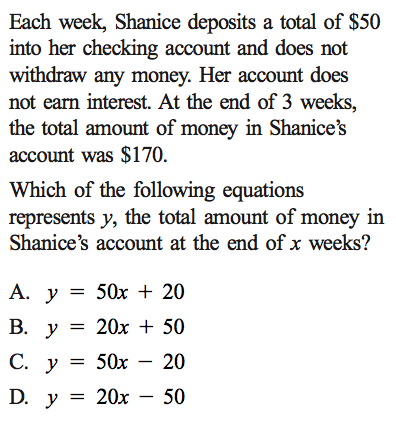 Each week, Shanice deposits a total of $50
into her checking account and does not
withdraw any money. Her account does
not earn interest. At the end of 3 weeks,
the total amount of money in Shanice’s
account was $170.
Which of the following equations
represents y, the total amount of money in
Shanice’s account at the end of x weeks?
A. y = 50x + 20
B. y = 20x + 50
C. y = 50x − 20
D. y = 20x − 50